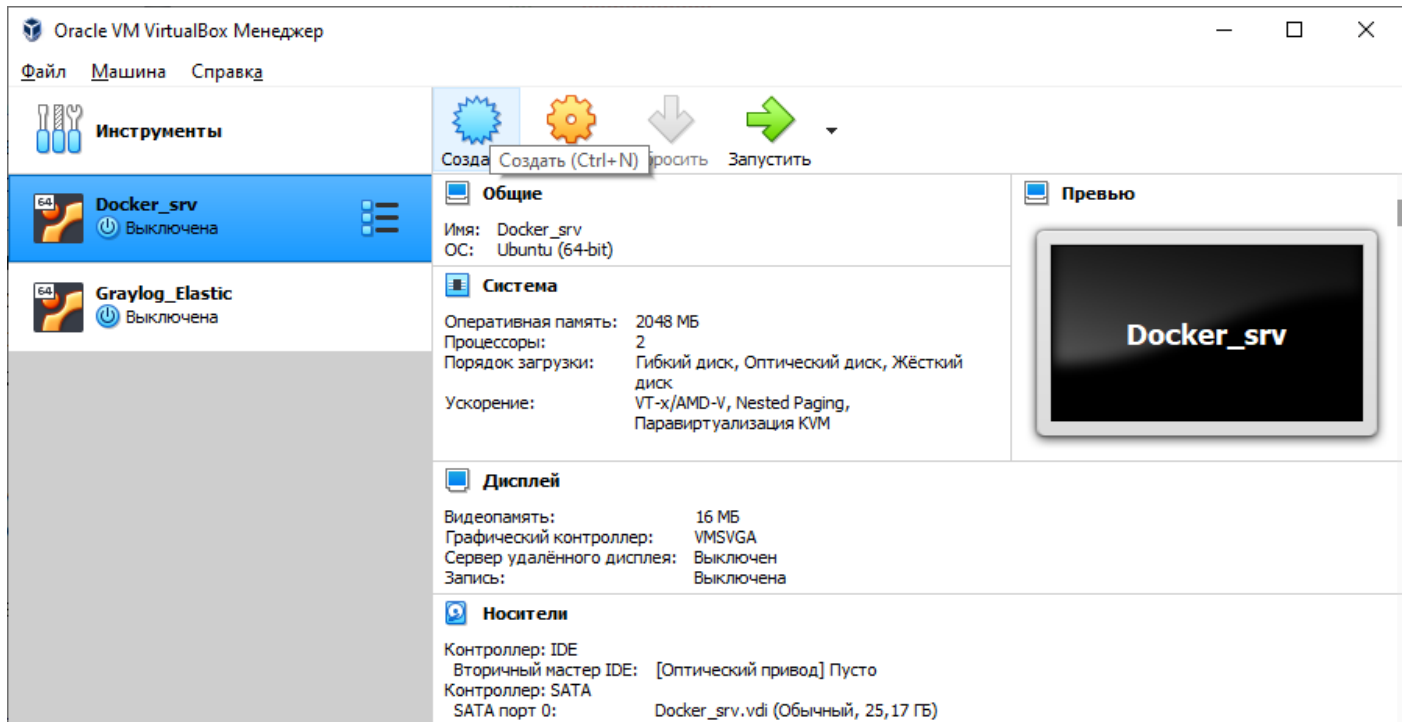 Oracle VM VirtualBox Менеджер
Файл Машина Справка
Инструменты
Созда
Создать (Ctrl+N)
бросить
Запустить
64
Docker_srv
Выключена
64
Graylog_Elastic
Выключена
Общие
Имя: Docker_srv
ОС: Ubuntu (64-bit)
Система
Оперативная память: 2048 МБ
Процессоры: 2
Порядок загрузки: Гибкий диск, Оптический диск, Жёсткий
диск
Ускорение: VT-x/AMD-V, Nested Paging,
Паравиртуализация KVM
Превью
Docker_srv
Дисплей
Видеопамять: 16 МБ
Графический контроллер: VMSVGA
Сервер удалённого дисплея: Выключен
Запись: Выключена
Носители
Контроллер: IDE
Вторичный мастер IDE: [Оптический привод] Пусто
Контроллер: SATA
SATA порт 0: Docker_srv.vdi (Обычный, 25,17 ГБ)